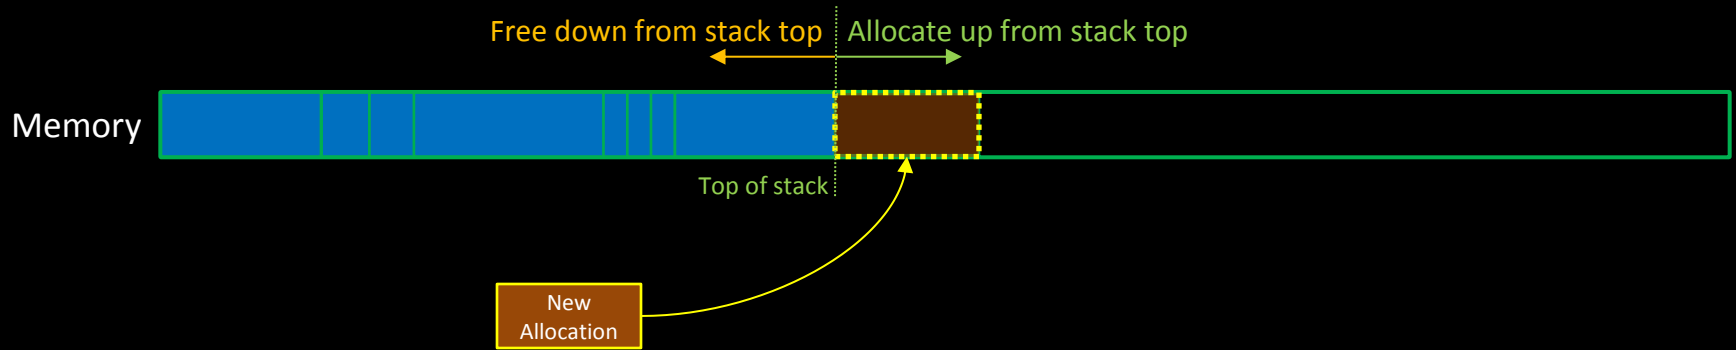 Free down from stack top
Allocate up from stack top
Memory
Top of stack
New
Allocation